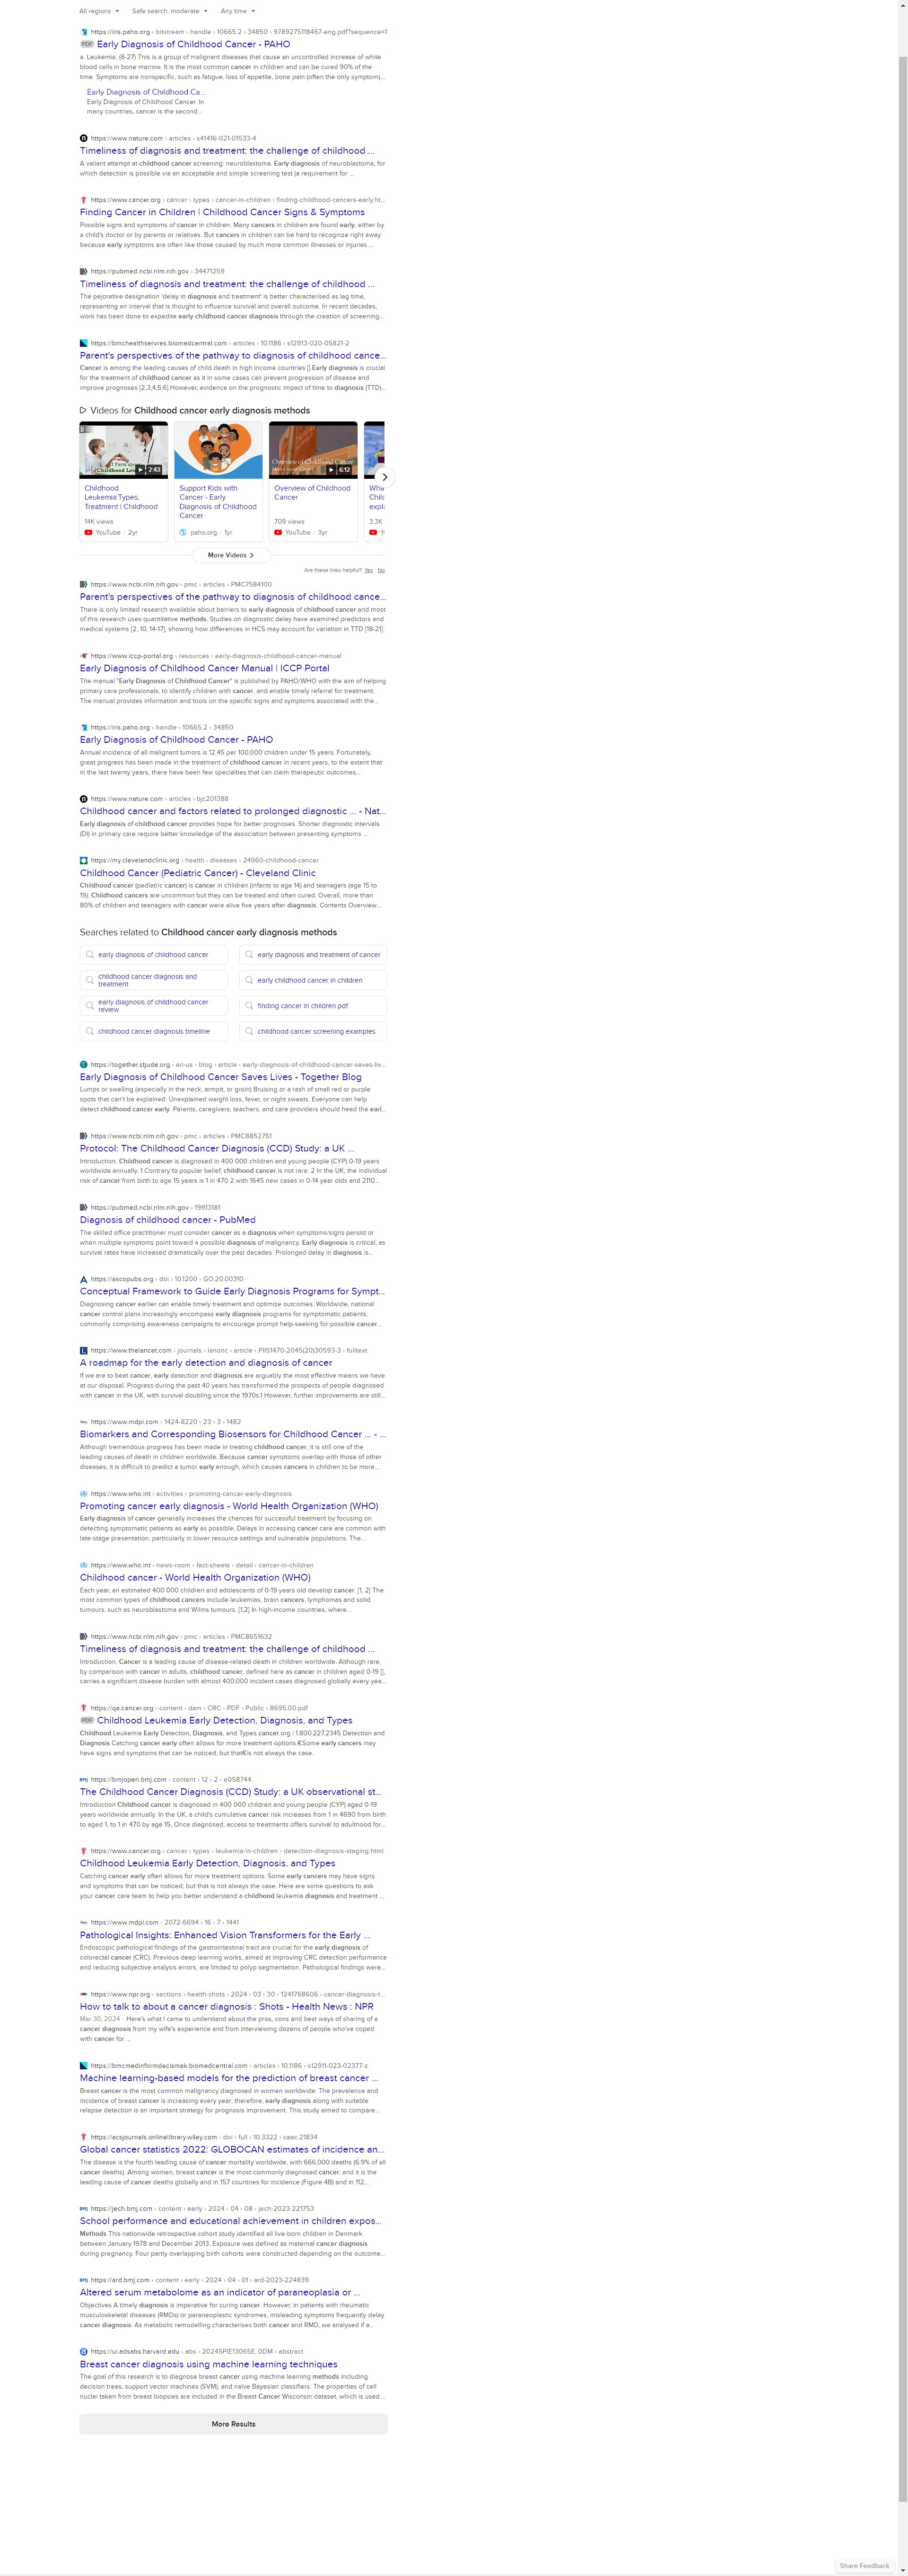 All regions Safe search: moderate Any time
https://iris.paho.org › bitstream › handle › 10665.2 › 34850 › 9789275118467-eng.pdf?sequence=1
PDF Early Diagnosis of Childhood Cancer - PAHO
a. Leukemia. (8-27) This is a group of malignant diseases that cause an uncontrolled increase of white
blood cells in bone marrow. It is the most common cancer in children and can be cured 90% of the
time. Symptoms are nonspecific, such as fatigue, loss of appetite, bone pain (often the only symptom),...
Early Diagnosis of Childhood Ca...
Early Diagnosis of Childhood Cancer. In
many countries, cancer is the second...
https://www.nature.com › articles › s41416-021-01533-4
Timeliness of diagnosis and treatment: the challenge of childhood ...
A valiant attempt at childhood cancer screening: neuroblastoma. Early diagnosis of neuroblastoma, for
which detection is possible via an acceptable and simple screening test (a requirement for ...
https://www.cancer.org › cancer › types › cancer-in-children › finding-childhood-cancers-early.ht...
Finding Cancer in Children | Childhood Cancer Signs & Symptoms
Possible signs and symptoms of cancer in children. Many cancers in children are found early, either by
a child's doctor or by parents or relatives. But cancers in children can be hard to recognize right away
because early symptoms are often like those caused by much more common illnesses or injuries....
https://pubmed.ncbi.nlm.nih.gov › 34471259
Timeliness of diagnosis and treatment: the challenge of childhood ...
The pejorative designation 'delay in diagnosis and treatment' is better characterised as lag time,
representing an interval that is thought to influence survival and overall outcome. In recent decades,
work has been done to expedite early childhood cancer diagnosis through the creation of screening...
https://bmchealthservres.biomedcentral.com › articles › 10.1186 › s12913-020-05821-2
Parent's perspectives of the pathway to diagnosis of childhood cance...
Cancer is among the leading causes of child death in high income countries [].Early diagnosis is crucial
for the treatment of childhood cancer as it in some cases can prevent progression of disease and
improve prognoses [2,3,4,5,6].However, evidence on the prognostic impact of time to diagnosis (TTD)...
Videos for Childhood cancer early diagnosis methods
2:43
6:12
Overview of Childhood Cancer
Childhood
Leukemia:Types,
Treatment | Childhood
14K views
YouTube | 2yr
Support Kids with
Cancer - Early
Diagnosis of Childhood
Cancer
paho.org | 1yr
Overview of Childhood
Cancer
709 views
YouTube | 3yr
Wha
Chilc
expla
3.3K
More Videos
Are these links helpful? Yes No
https://www.ncbi.nlm.nih.gov › pmc › articles › PMC7584100
Parent's perspectives of the pathway to diagnosis of childhood cance...
There is only limited research available about barriers to early diagnosis of childhood cancer and most
of this research uses quantitative methods. Studies on diagnostic delay have examined predictors and
medical systems [2, 10, 14-17], showing how differences in HCS may account for variation in TTD [18-21].
https://www.iccp-portal.org › resources › early-diagnosis-childhood-cancer-manual
Early Diagnosis of Childhood Cancer Manual | ICCP Portal
The manual "Early Diagnosis of Childhood Cancer" is published by PAHO/WHO with the aim of helping
primary care professionals, to identify children with cancer, and enable timely referral for treatment.
The manual provides information and tools on the specific signs and symptoms associated with the...
https://iris.paho.org › handle › 10665.2 › 34850
Early Diagnosis of Childhood Cancer - PAHO
Annual incidence of all malignant tumors is 12.45 per 100,000 children under 15 years. Fortunately,
great progress has been made in the treatment of childhood cancer in recent years, to the extent that
in the last twenty years, there have been few specialties that can claim therapeutic outcomes...
https://www.nature.com › articles › bjc201388
Childhood cancer and factors related to prolonged diagnostic ... - Nat...
Early diagnosis of childhood cancer provides hope for better prognoses. Shorter diagnostic intervals
(DI) in primary care require better knowledge of the association between presenting symptoms ...
https://my.clevelandclinic.org › health › diseases › 24960-childhood-cancer
Childhood Cancer (Pediatric Cancer) - Cleveland Clinic
Childhood cancer (pediatric cancer) is cancer in children (infants to age 14) and teenagers (age 15 to
19). Childhood cancers are uncommon but they can be treated and often cured. Overall, more than
80% of children and teenagers with cancer were alive five years after diagnosis. Contents Overview...
Searches related to Childhood cancer early diagnosis methods
early diagnosis of childhood cancer
early diagnosis and treatment of cancer
childhood cancer diagnosis and
treatment
early childhood cancer in children
early diagnosis of childhood cancer
review
finding cancer in children pdf
childhood cancer diagnosis timeline
childhood cancer screening examples
https://together.stjude.org › en-us › blog › article › early-diagnosis-of-childhood-cancer-saves-liv...
Early Diagnosis of Childhood Cancer Saves Lives - Together Blog
Lumps or swelling (especially in the neck, armpit, or groin) Bruising or a rash of small red or purple
spots that can't be explained. Unexplained weight loss, fever, or night sweats. Everyone can help
detect childhood cancer early. Parents, caregivers, teachers, and care providers should heed the earl...
https://www.ncbi.nlm.nih.gov › pmc › articles › PMC8852751
Protocol: The Childhood Cancer Diagnosis (CCD) Study: a UK ...
Introduction. Childhood cancer is diagnosed in 400 000 children and young people (CYP) 0-19 years
worldwide annually. 1 Contrary to popular belief, childhood cancer is not rare. 2 In the UK, the individual
risk of cancer from birth to age 15 years is 1 in 470 2 with 1645 new cases in 0-14 year olds and 2110...
https://pubmed.ncbi.nlm.nih.gov › 19913181
Diagnosis of childhood cancer - PubMed
The skilled office practitioner must consider cancer as a diagnosis when symptoms/signs persist or
when multiple symptoms point toward a possible diagnosis of malignancy. Early diagnosis is critical, as
survival rates have increased dramatically over the past decades. Prolonged delay in diagnosis is...
https://ascopubs.org › doi › 10.1200 › GO.20.00310
Conceptual Framework to Guide Early Diagnosis Programs for Sympt...
Diagnosing cancer earlier can enable timely treatment and optimize outcomes. Worldwide, national
cancer control plans increasingly encompass early diagnosis programs for symptomatic patients,
commonly comprising awareness campaigns to encourage prompt help-seeking for possible cancer...
https://www.thelancet.com › journals › lanonc › article › PIIS1470-2045(20)30593-3 › fulltext
A roadmap for the early detection and diagnosis of cancer
If we are to beat cancer, early detection and diagnosis are arguably the most effective means we have
at our disposal. Progress during the past 40 years has transformed the prospects of people diagnosed
with cancer in the UK, with survival doubling since the 1970s.1 However, further improvements are still...
https://www.mdpi.com › 1424-8220 › 23 › 3 › 1482
Biomarkers and Corresponding Biosensors for Childhood Cancer ... - ...
Although tremendous progress has been made in treating childhood cancer, it is still one of the
leading causes of death in children worldwide. Because cancer symptoms overlap with those of other
diseases, it is difficult to predict a tumor early enough, which causes cancers in children to be more...
https://www.who.int › activities › promoting-cancer-early-diagnosis
Promoting cancer early diagnosis - World Health Organization (WHO)
Early diagnosis of cancer generally increases the chances for successful treatment by focusing on
detecting symptomatic patients as early as possible. Delays in accessing cancer care are common with
late-stage presentation, particularly in lower resource settings and vulnerable populations. The...
https://www.who.int › news-room › fact-sheets › detail › cancer-in-children
Childhood cancer - World Health Organization (WHO)
Each year, an estimated 400 000 children and adolescents of 0-19 years old develop cancer. [1, 2] The
most common types of childhood cancers include leukemias, brain cancers, lymphomas and solid
tumours, such as neuroblastoma and Wilms tumours. [1,2] In high-income countries, where...
https://www.ncbi.nlm.nih.gov › pmc › articles › PMC8651632
Timeliness of diagnosis and treatment: the challenge of childhood ...
Introduction. Cancer is a leading cause of disease-related death in children worldwide. Although rare,
by comparison with cancer in adults, childhood cancer, defined here as cancer in children aged 0-19 [],
carries a significant disease burden with almost 400,000 incident cases diagnosed globally every yea...
https://qa.cancer.org › content › dam › CRC › PDF › Public › 8695.00.pdf
PDF Childhood Leukemia Early Detection, Diagnosis, and Types
Childhood Leukemia Early Detection, Diagnosis, and Types cancer.org | 1.800.227.2345 Detection and
Diagnosis Catching cancer early often allows for more treatment options.€Some early cancers may
have signs and symptoms that can be noticed, but that€is not always the case.
https://bmjopen.bmj.com › content › 12 › 2 › e058744
The Childhood Cancer Diagnosis (CCD) Study: a UK observational st...
Introduction Childhood cancer is diagnosed in 400 000 children and young people (CYP) aged 0-19
years worldwide annually. In the UK, a child's cumulative cancer risk increases from 1 in 4690 from birth
to aged 1, to 1 in 470 by age 15. Once diagnosed, access to treatments offers survival to adulthood for...
https://www.cancer.org › cancer › types › leukemia-in-children › detection-diagnosis-staging.html
Childhood Leukemia Early Detection, Diagnosis, and Types
Catching cancer early often allows for more treatment options. Some early cancers may have signs
and symptoms that can be noticed, but that is not always the case. Here are some questions to ask
your cancer care team to help you better understand a childhood leukemia diagnosis and treatment ...
https://www.mdpi.com › 2072-6694 › 16 › 7 › 1441
Pathological Insights: Enhanced Vision Transformers for the Early ...
Endoscopic pathological findings of the gastrointestinal tract are crucial for the early diagnosis of
colorectal cancer (CRC). Previous deep learning works, aimed at improving CRC detection performance
and reducing subjective analysis errors, are limited to polyp segmentation. Pathological findings were...
https://www.npr.org › sections › health-shots › 2024 › 03 › 30 › 1241768606 › cancer-diagnosis-t...
How to talk to about a cancer diagnosis : Shots - Health News : NPR
Mar 30, 2024 · Here's what I came to understand about the pros, cons and best ways of sharing of a
cancer diagnosis from my wife's experience and from interviewing dozens of people who've coped
with cancer for ...
https://bmcmedinformdecismak.biomedcentral.com › articles › 10.1186 › s12911-023-02377-z
Machine learning-based models for the prediction of breast cancer ...
Breast cancer is the most common malignancy diagnosed in women worldwide. The prevalence and
incidence of breast cancer is increasing every year; therefore, early diagnosis along with suitable
relapse detection is an important strategy for prognosis improvement. This study aimed to compare...
https://acsjournals.onlinelibrary.wiley.com › doi › full › 10.3322 › caac.21834
Global cancer statistics 2022: GLOBOCAN estimates of incidence an...
The disease is the fourth leading cause of cancer mortality worldwide, with 666,000 deaths (6.9% of all
cancer deaths). Among women, breast cancer is the most commonly diagnosed cancer, and it is the
leading cause of cancer deaths globally and in 157 countries for incidence (Figure 4B) and in 112...
https://jech.bmj.com › content › early › 2024 › 04 › 08 › jech-2023-221753
School performance and educational achievement in children expos...
Methods This nationwide retrospective cohort study identified all live-born children in Denmark
between January 1978 and December 2013. Exposure was defined as maternal cancer diagnosis
during pregnancy. Four partly overlapping birth cohorts were constructed depending on the outcome...
https://ard.bmj.com › content › early › 2024 › 04 › 01 › ard-2023-224839
Altered serum metabolome as an indicator of paraneoplasia or ...
Objectives A timely diagnosis is imperative for curing cancer. However, in patients with rheumatic
musculoskeletal diseases (RMDs) or paraneoplastic syndromes, misleading symptoms frequently delay
cancer diagnosis. As metabolic remodelling characterises both cancer and RMD, we analysed if a...
https://ui.adsabs.harvard.edu › abs › 2024SPIE13065E..0DM › abstract
Breast cancer diagnosis using machine learning techniques
The goal of this research is to diagnose breast cancer using machine learning methods including
decision trees, support vector machines (SVM), and naïve Bayesian classifiers. The properties of cell
nuclei taken from breast biopsies are included in the Breast Cancer Wisconsin dataset, which is used ...
More Results
Share Feedback